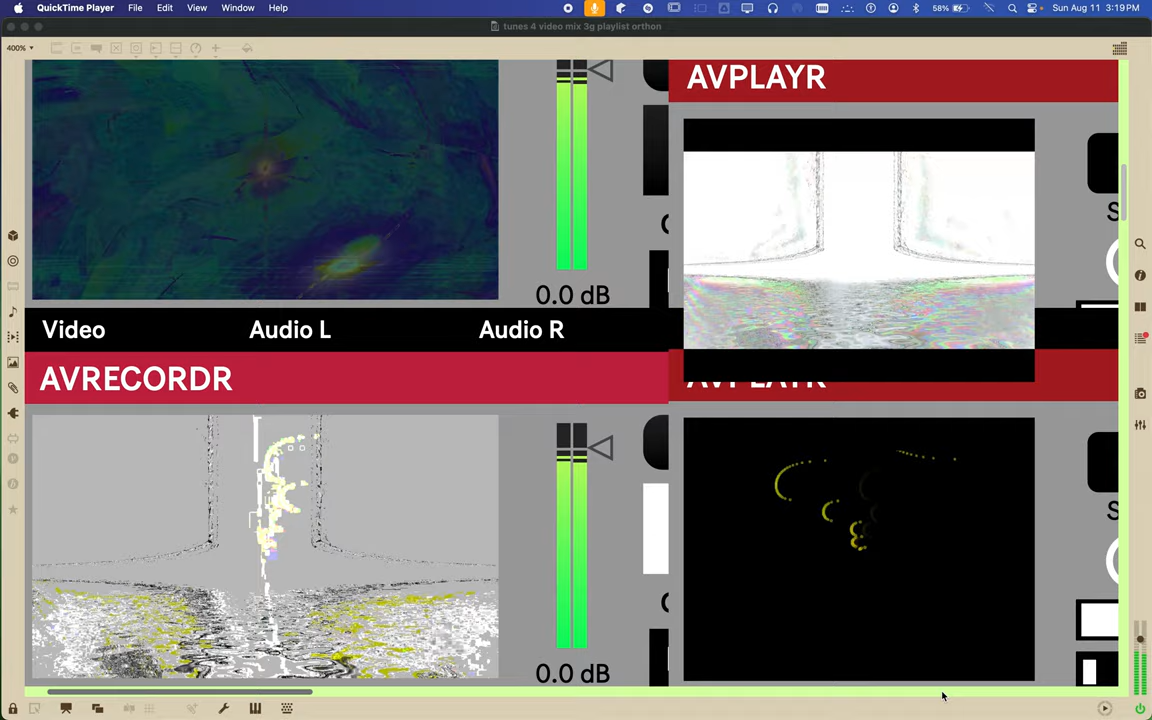 QuickTime Player File Edit View Window Help 58% Sun Aug 11 3:19 PM
tunes 4 video mix 3g playlist orthon
400%
AVPLAYR
S
0.0 dB
Video Audio L Audio R
AVRECORDR
AVPLAYR
S
0.0 dB